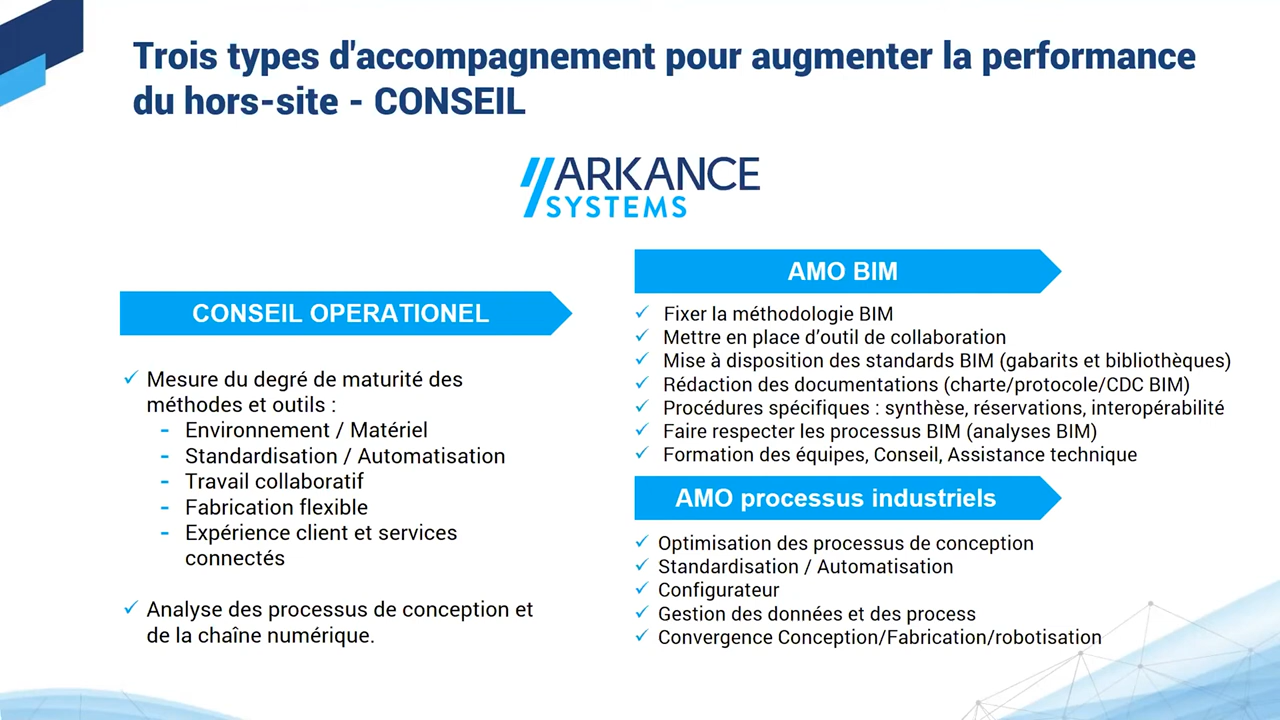 Trois types d'accompagnement pour augmenter la performance
du hors-site - CONSEIL
ARKANCE
SYSTEMS
CONSEIL OPERATIONEL
Mesure du degré de maturité des
méthodes et outils :
- Environnement / Matériel
- Standardisation / Automatisation
- Travail collaboratif
- Fabrication flexible
- Expérience client et services
connectés
Analyse des processus de conception et
de la chaîne numérique.
AMO BIM
Fixer la méthodologie BIM
Mettre en place d’outil de collaboration
Mise à disposition des standards BIM (gabarits et bibliothèques)
Rédaction des documentations (charte/protocole/CDC BIM)
Procédures spécifiques : synthèse, réservations, interopérabilité
Faire respecter les processus BIM (analyses BIM)
Formation des équipes, Conseil, Assistance technique
AMO processus industriels
Optimisation des processus de conception
Standardisation / Automatisation
Configurateur
Gestion des données et des process
Convergence Conception/Fabrication/robotisation